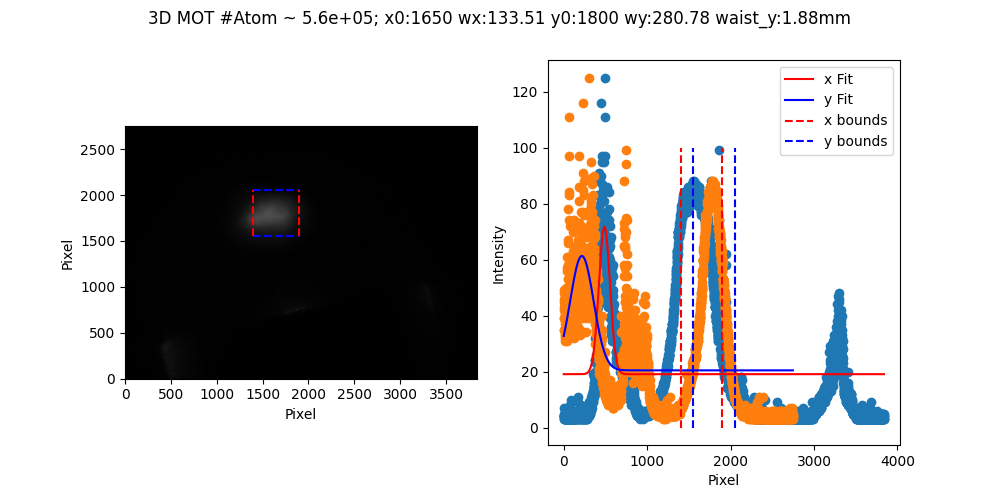 3D MOT #Atom ~ 5.6e+05; x0:1650 wx:133.51 y0:1800 wy:280.78 waist_y:1.88mm
2500
2000
1500
1000
500
0
Pixel
0 500 1000 1500 2000 2500 3000 3500
Pixel
120
100
80
60
40
20
0
Intensity
0 1000 2000 3000 4000
Pixel
x Fit
y Fit
x bounds
y bounds